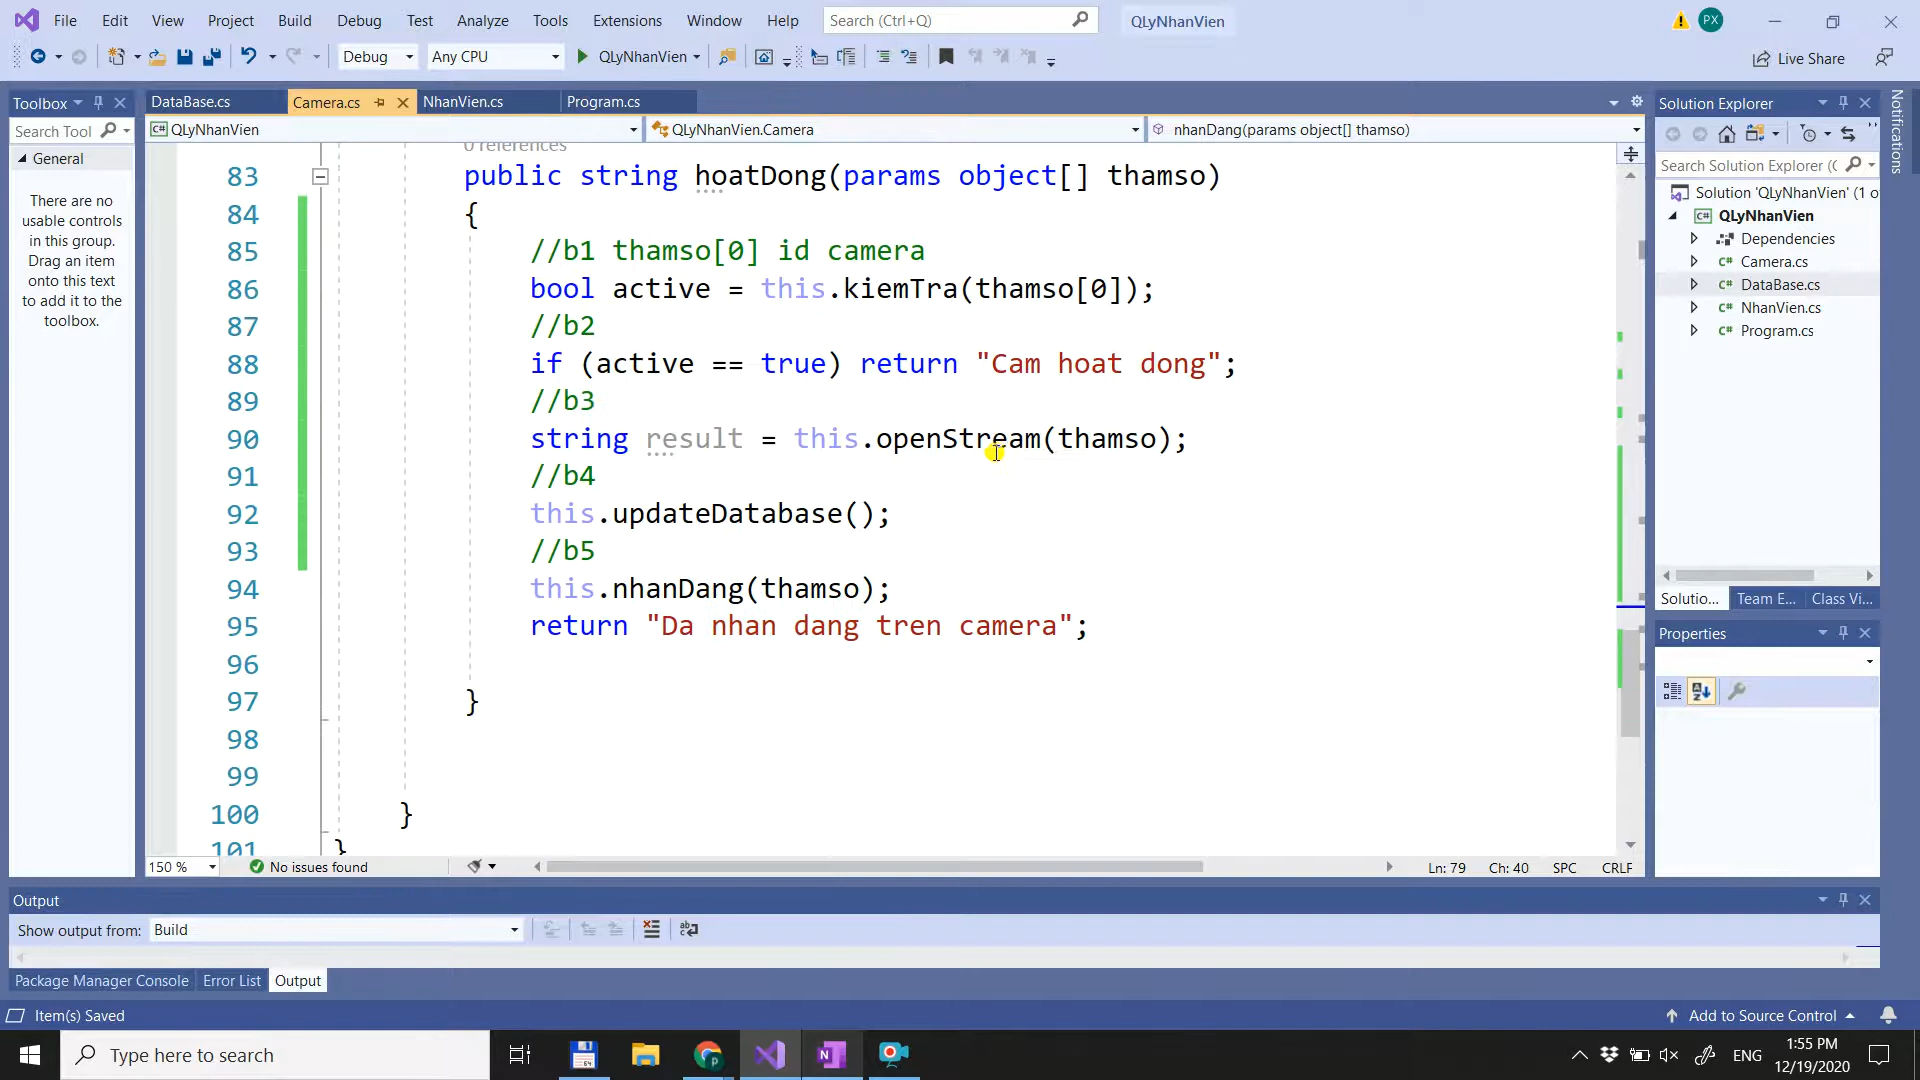 File Edit View Project Build Debug Test Analyze Tools Extensions Window Help Search (Ctrl+Q) QLyNhanVien PX
Debug Any CPU QLyNhanVien Live Share
Toolbox DataBase.cs Camera.cs NhanVien.cs Program.cs Solution Explorer
Search Tool QLyNhanVien QLyNhanVien.Camera nhanDang(params object[] thamso)
General
There are no
usable controls
in this group.
Drag an item
onto this text
to add it to the
toolbox.
0 references
83 public string hoatDong(params object[] thamso)
84 {
85 //b1 thamso[0] id camera
86 bool active = this.kiemTra(thamso[0]);
87 //b2
88 if (active == true) return "Cam hoat dong";
89 //b3
90 string result = this.openStream(thamso);
91 //b4
92 this.updateDatabase();
93 //b5
94 this.nhanDang(thamso);
95 return "Da nhan dang tren camera";
96
97 }
98
99
100 }
101 }
Search Solution Explorer (
Solution 'QLyNhanVien' (1 o
QLyNhanVien
Dependencies
C# Camera.cs
C# DataBase.cs
C# NhanVien.cs
C# Program.cs
Solutio... Team E... Class Vi...
Properties
Notifications
150 % No issues found Ln: 79 Ch: 40 SPC CRLF
Output
Show output from: Build
Package Manager Console Error List Output
Item(s) Saved Add to Source Control
Type here to search ENG 1:55 PM
12/19/2020